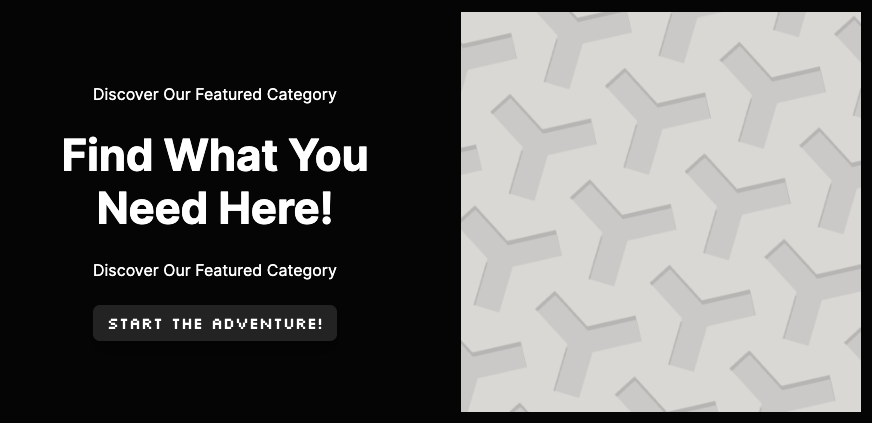 Discover Our Featured Category
Find What You
Need Here!
Discover Our Featured Category
START THE ADVENTURE!